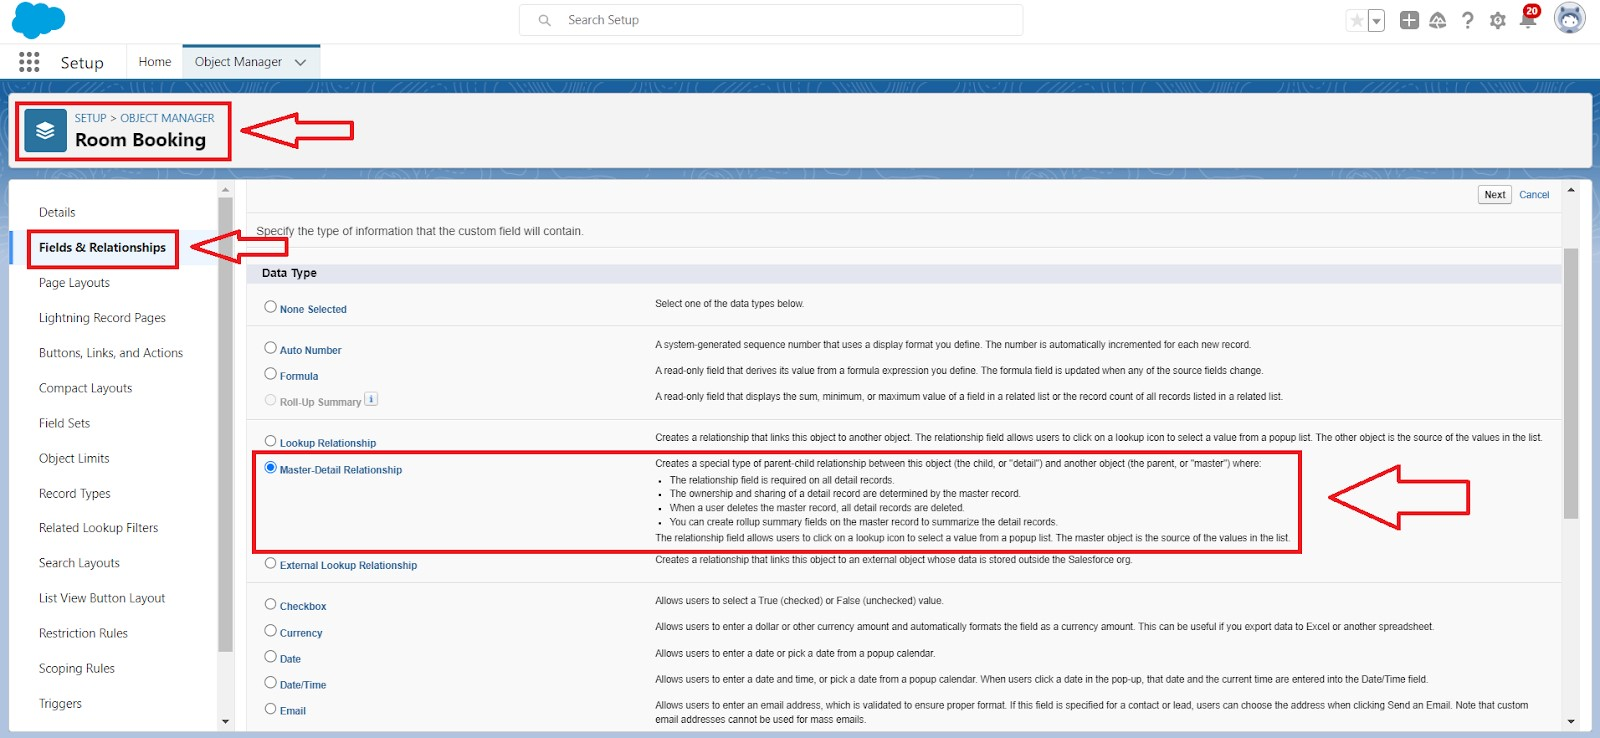 Search Setup
20
Setup
Home
Object Manager
SETUP > OBJECT MANAGER
Room Booking
Details
Fields & Relationships
Page Layouts
Lightning Record Pages
Buttons, Links, and Actions
Compact Layouts
Field Sets
Object Limits
Record Types
Related Lookup Filters
Search Layouts
List View Button Layout
Restriction Rules
Scoping Rules
Triggers
Next Cancel
Specify the type of information that the custom field will contain.
Data Type
None Selected Select one of the data types below.
Auto Number A system-generated sequence number that uses a display format you define. The number is automatically incremented for each new record.
Formula A read-only field that derives its value from a formula expression you define. The formula field is updated when any of the source fields change.
Roll-Up Summary i A read-only field that displays the sum, minimum, or maximum value of a field in a related list or the record count of all records listed in a related list.
Lookup Relationship Creates a relationship that links this object to another object. The relationship field allows users to click on a lookup icon to select a value from a popup list. The other object is the source of the values in the list.
Master-Detail Relationship Creates a special type of parent-child relationship between this object (the child, or "detail") and another object (the parent, or "master") where:
• The relationship field is required on all detail records.
• The ownership and sharing of a detail record are determined by the master record.
• When a user deletes the master record, all detail records are deleted.
• You can create rollup summary fields on the master record to summarize the detail records.
The relationship field allows users to click on a lookup icon to select a value from a popup list. The master object is the source of the values in the list.
External Lookup Relationship Creates a relationship that links this object to an external object whose data is stored outside the Salesforce org.
Checkbox Allows users to select a True (checked) or False (unchecked) value.
Currency Allows users to enter a dollar or other currency amount and automatically formats the field as a currency amount. This can be useful if you export data to Excel or another spreadsheet.
Date Allows users to enter a date or pick a date from a popup calendar.
Date/Time Allows users to enter a date and time, or pick a date from a popup calendar. When users click a date in the pop-up, that date and the current time are entered into the Date/Time field.
Email Allows users to enter an email address, which is validated to ensure proper format. If this field is specified for a contact or lead, users can choose the address when clicking Send an Email. Note that custom
email addresses cannot be used for mass emails.